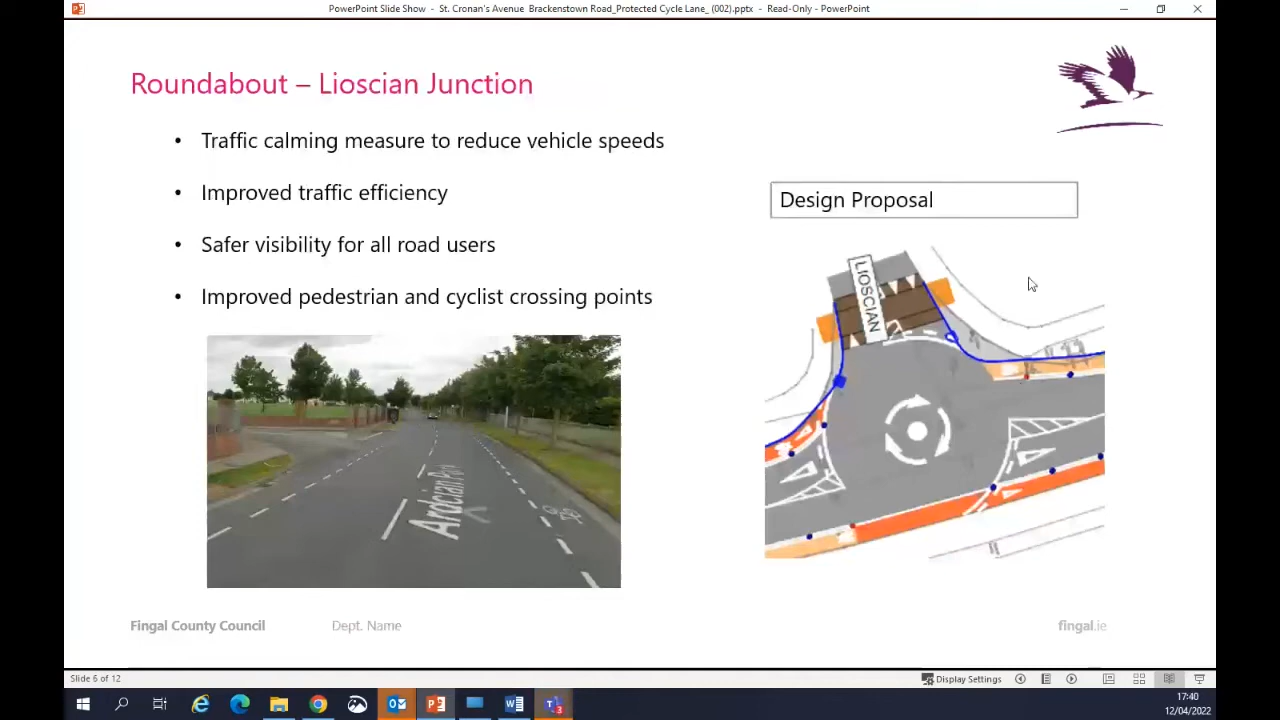 PowerPoint Slide Show - St. Cronan's Avenue Brackenstown Road_Protected Cycle Lane_ (002).pptx - Read-Only - PowerPoint
Roundabout – Lioscian Junction
• Traffic calming measure to reduce vehicle speeds
• Improved traffic efficiency
• Safer visibility for all road users
• Improved pedestrian and cyclist crossing points
Design Proposal
LIOSCIAN
Fingal County Council
Dept. Name
fingal.ie
Slide 6 of 12
Display Settings
17:40
12/04/2022
3